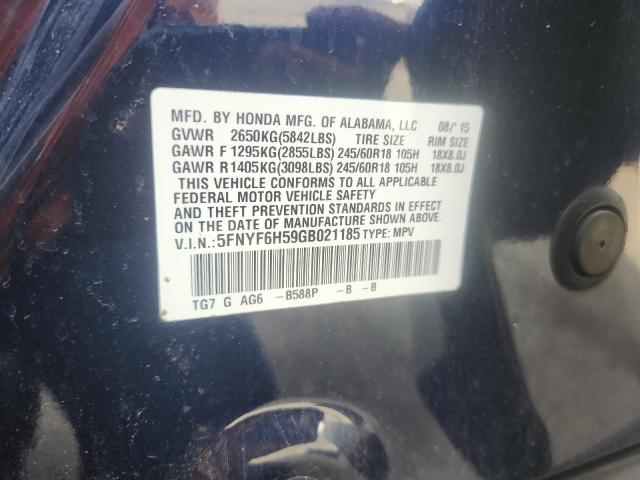 MFD. BY HONDA MFG. OF ALABAMA, LLC 08/'15
GVWR 2650KG(5842LBS) TIRE SIZE RIM SIZE
GAWR F 1295KG(2855LBS) 245/60R18 105H 18X8.0J
GAWR R 1405KG(3098LBS) 245/60R18 105H 18X8.0J
THIS VEHICLE CONFORMS TO ALL APPLICABLE
FEDERAL MOTOR VEHICLE SAFETY
AND THEFT PREVENTION STANDARDS IN EFFECT
ON THE DATE OF MANUFACTURE SHOWN ABOVE.
V.I.N.: 5FNYF6H59GB021185 TYPE: MPV
TG7 G AG6 -B588P -B -B